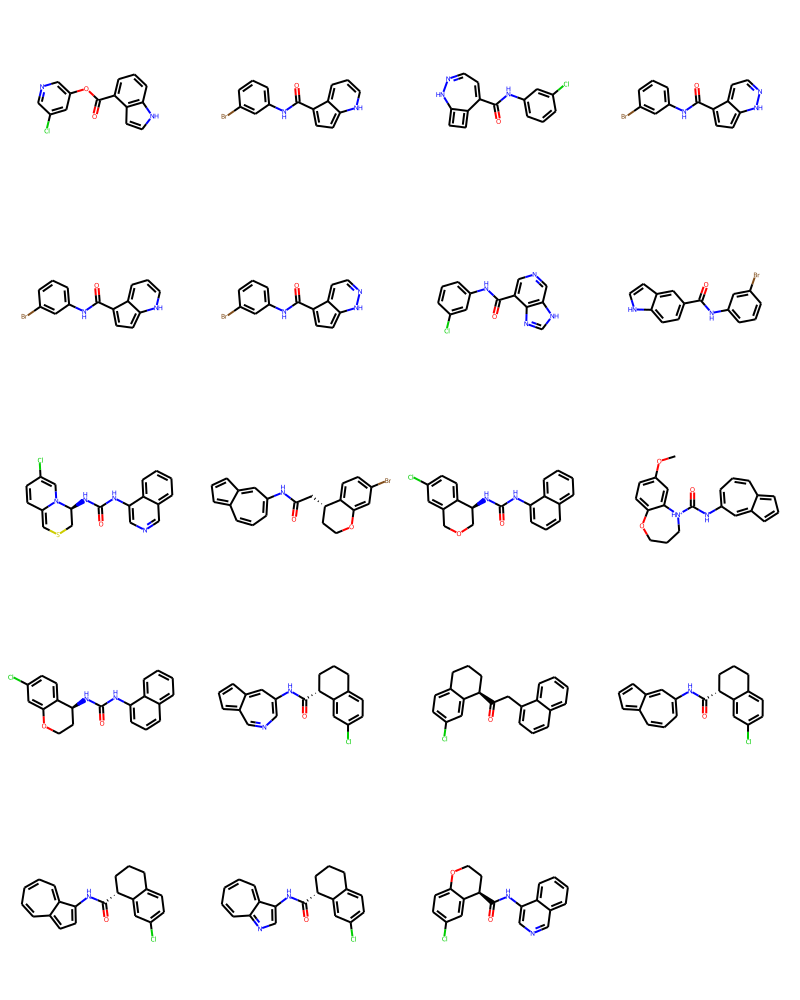 N O O NH Cl
Br N H O NH
N HN O H N Cl
Br N H O N NH
Br N H O NH
Br N H O N NH
Cl H N O N N NH
HN O N H Br
Cl N S H N O H N N
H N O O Br
Cl O H N O H N
O O N HN O N H
Cl O H N O H N
N H N O Cl
Cl O
H N O Cl
H N O Cl
N H N O Cl
O Cl O H N N